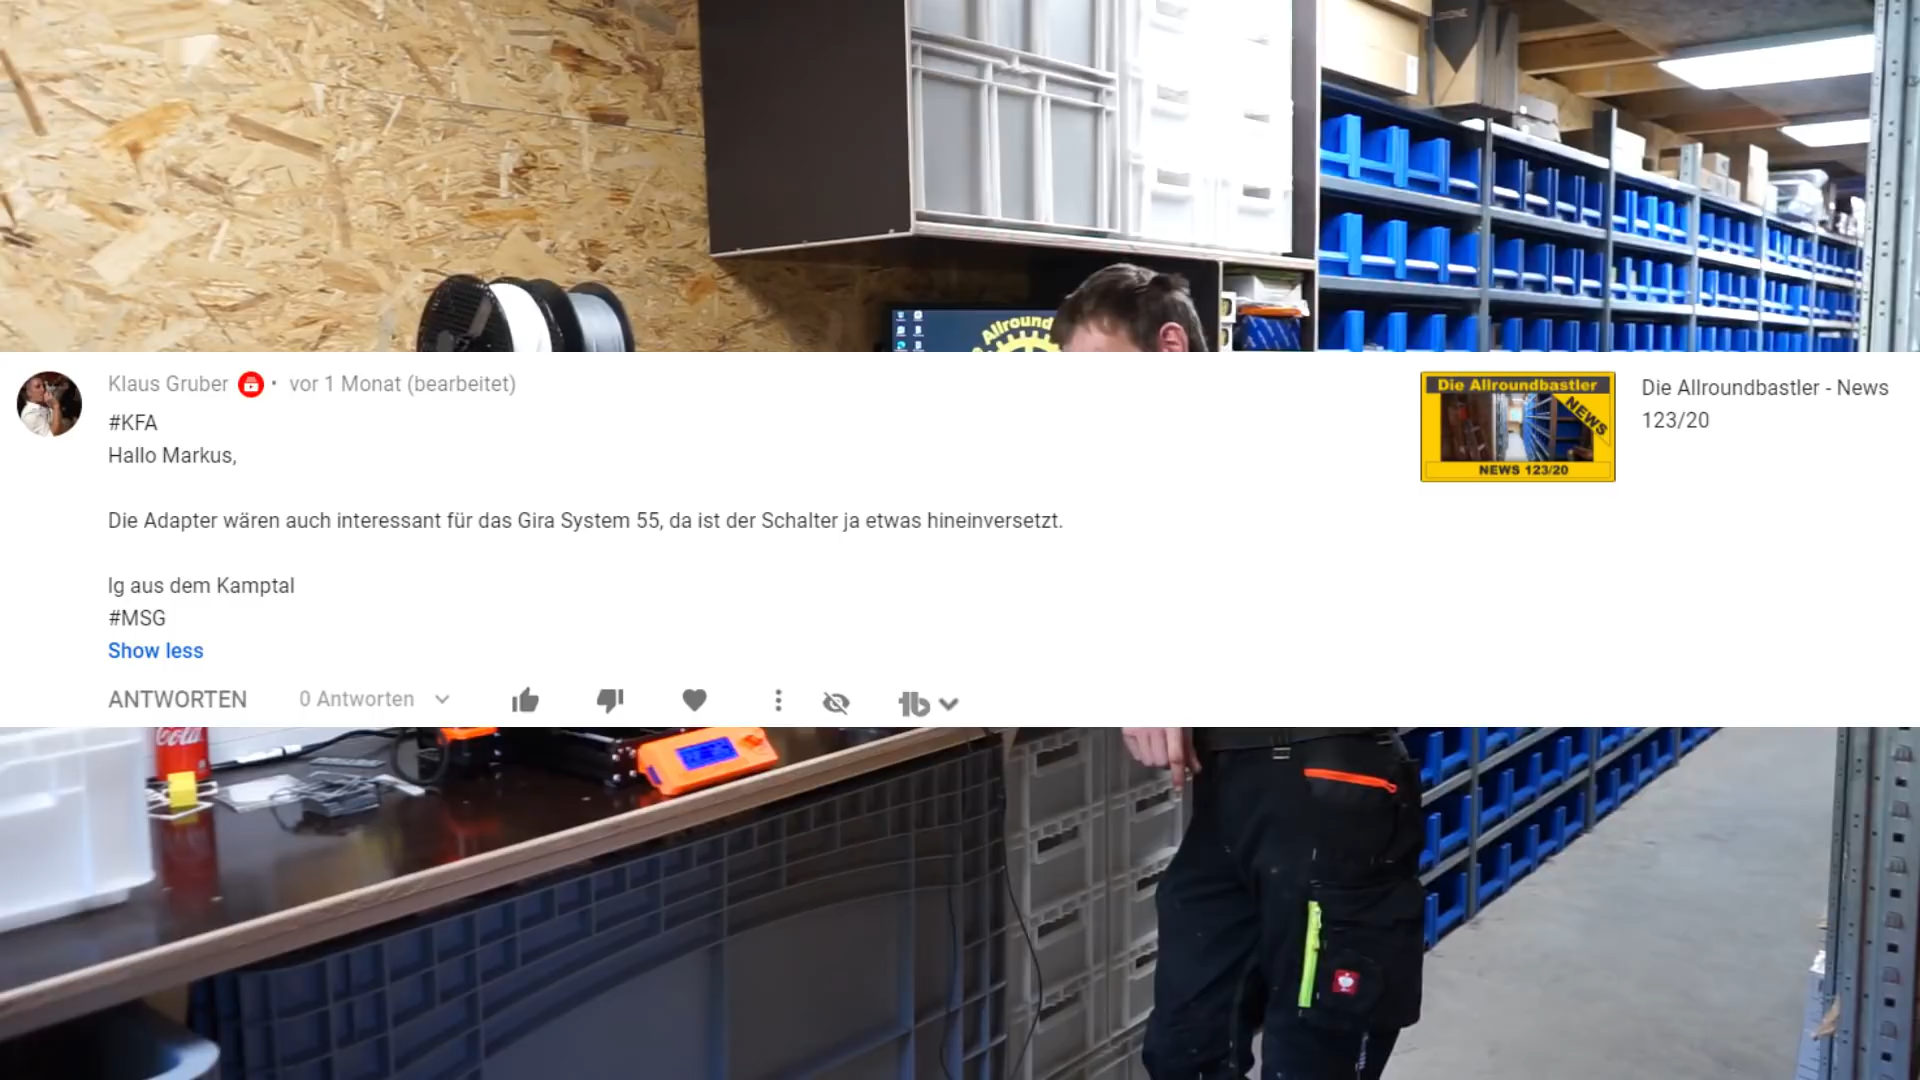 Allround
Klaus Gruber • vor 1 Monat (bearbeitet)
#KFA
Hallo Markus,
Die Adapter wären auch interessant für das Gira System 55, da ist der Schalter ja etwas hineinversetzt.
lg aus dem Kamptal
#MSG
Show less
ANTWORTEN 0 Antworten
Die Allroundbastler
NEWS
NEWS 123/20
Die Allroundbastler - News
123/20
Cola